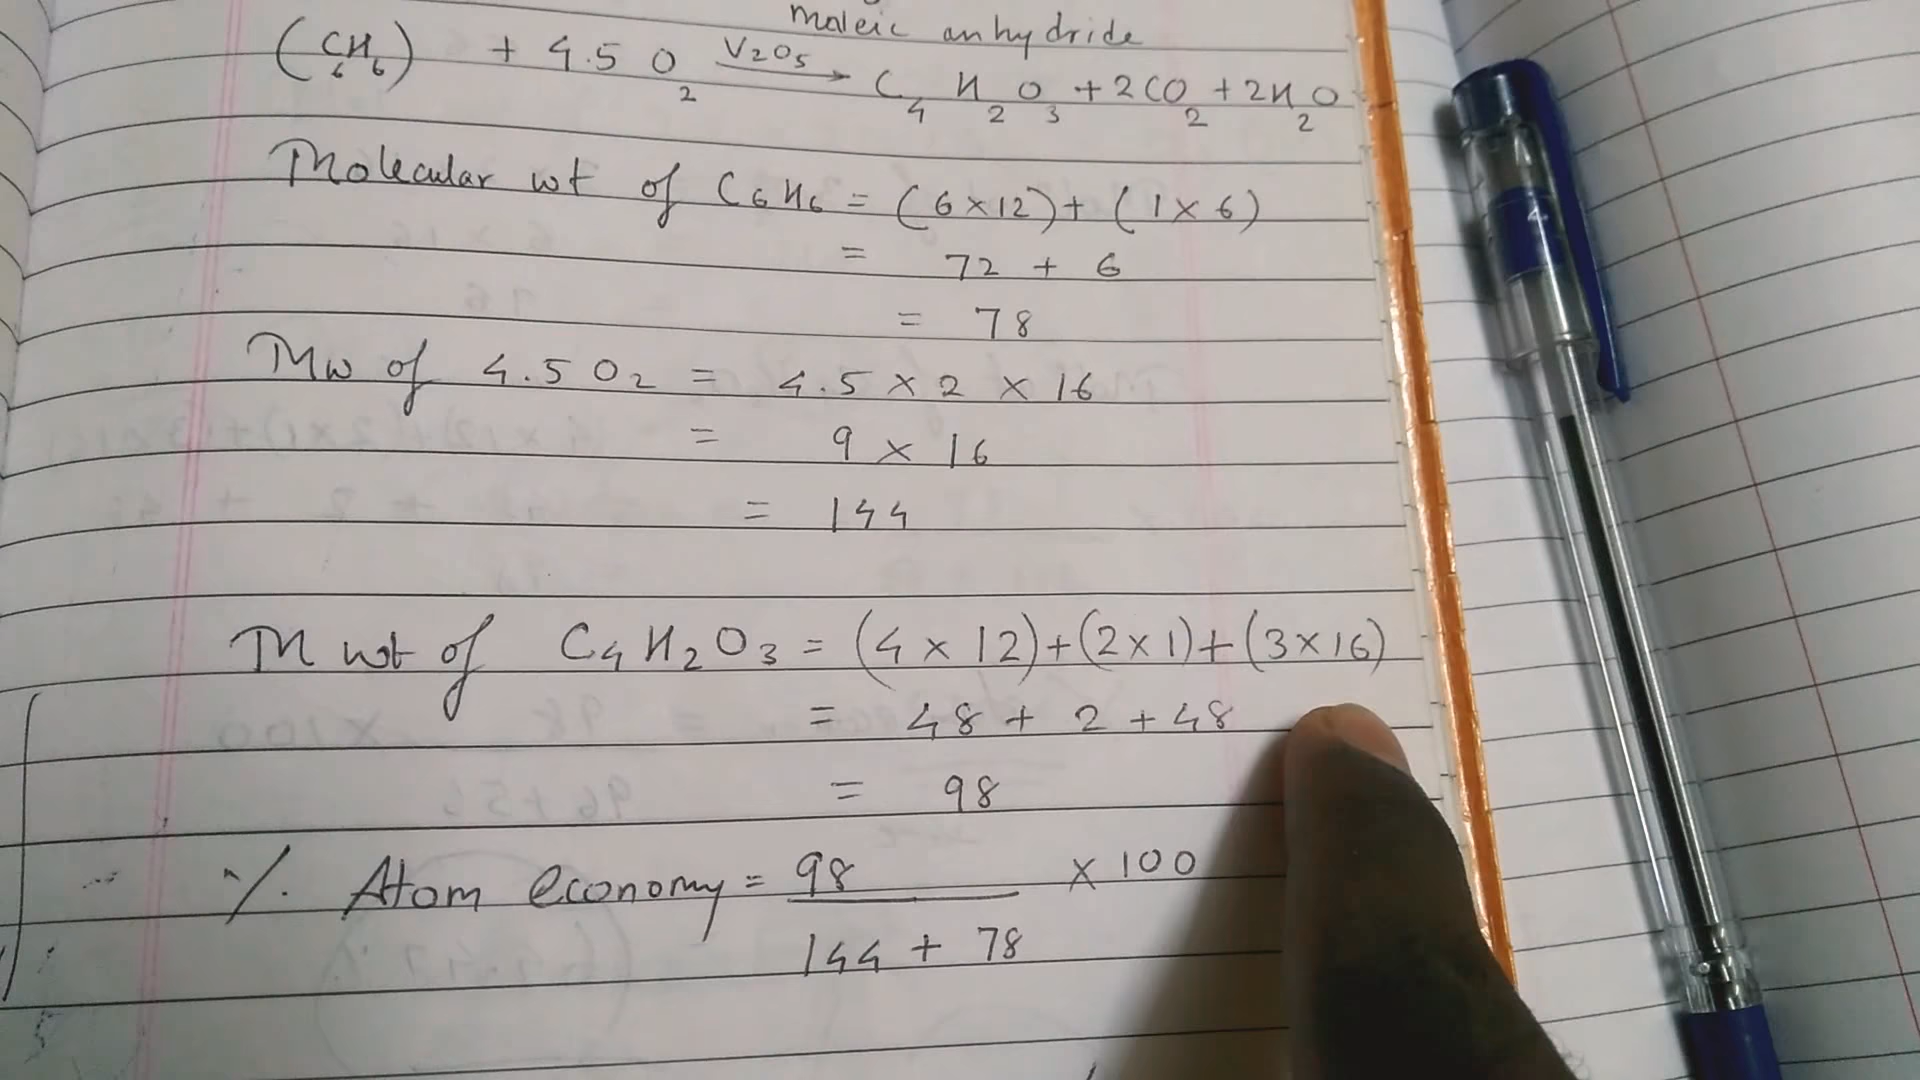 Maleic anhydride
(C6H6) + 4.5 O2 V2O5 → C4H2O3 + 2CO2 + 2H2O
Molecular wt of C6H6 = (6 × 12) + (1 × 6)
= 72 + 6
= 78
Mw of 4.5 O2 = 4.5 × 2 × 16
= 9 × 16
= 144
M wt of C4H2O3 = (4 × 12) + (2 × 1) + (3 × 16)
= 48 + 2 + 48
= 98
% Atom economy = 98 × 100
144 + 78